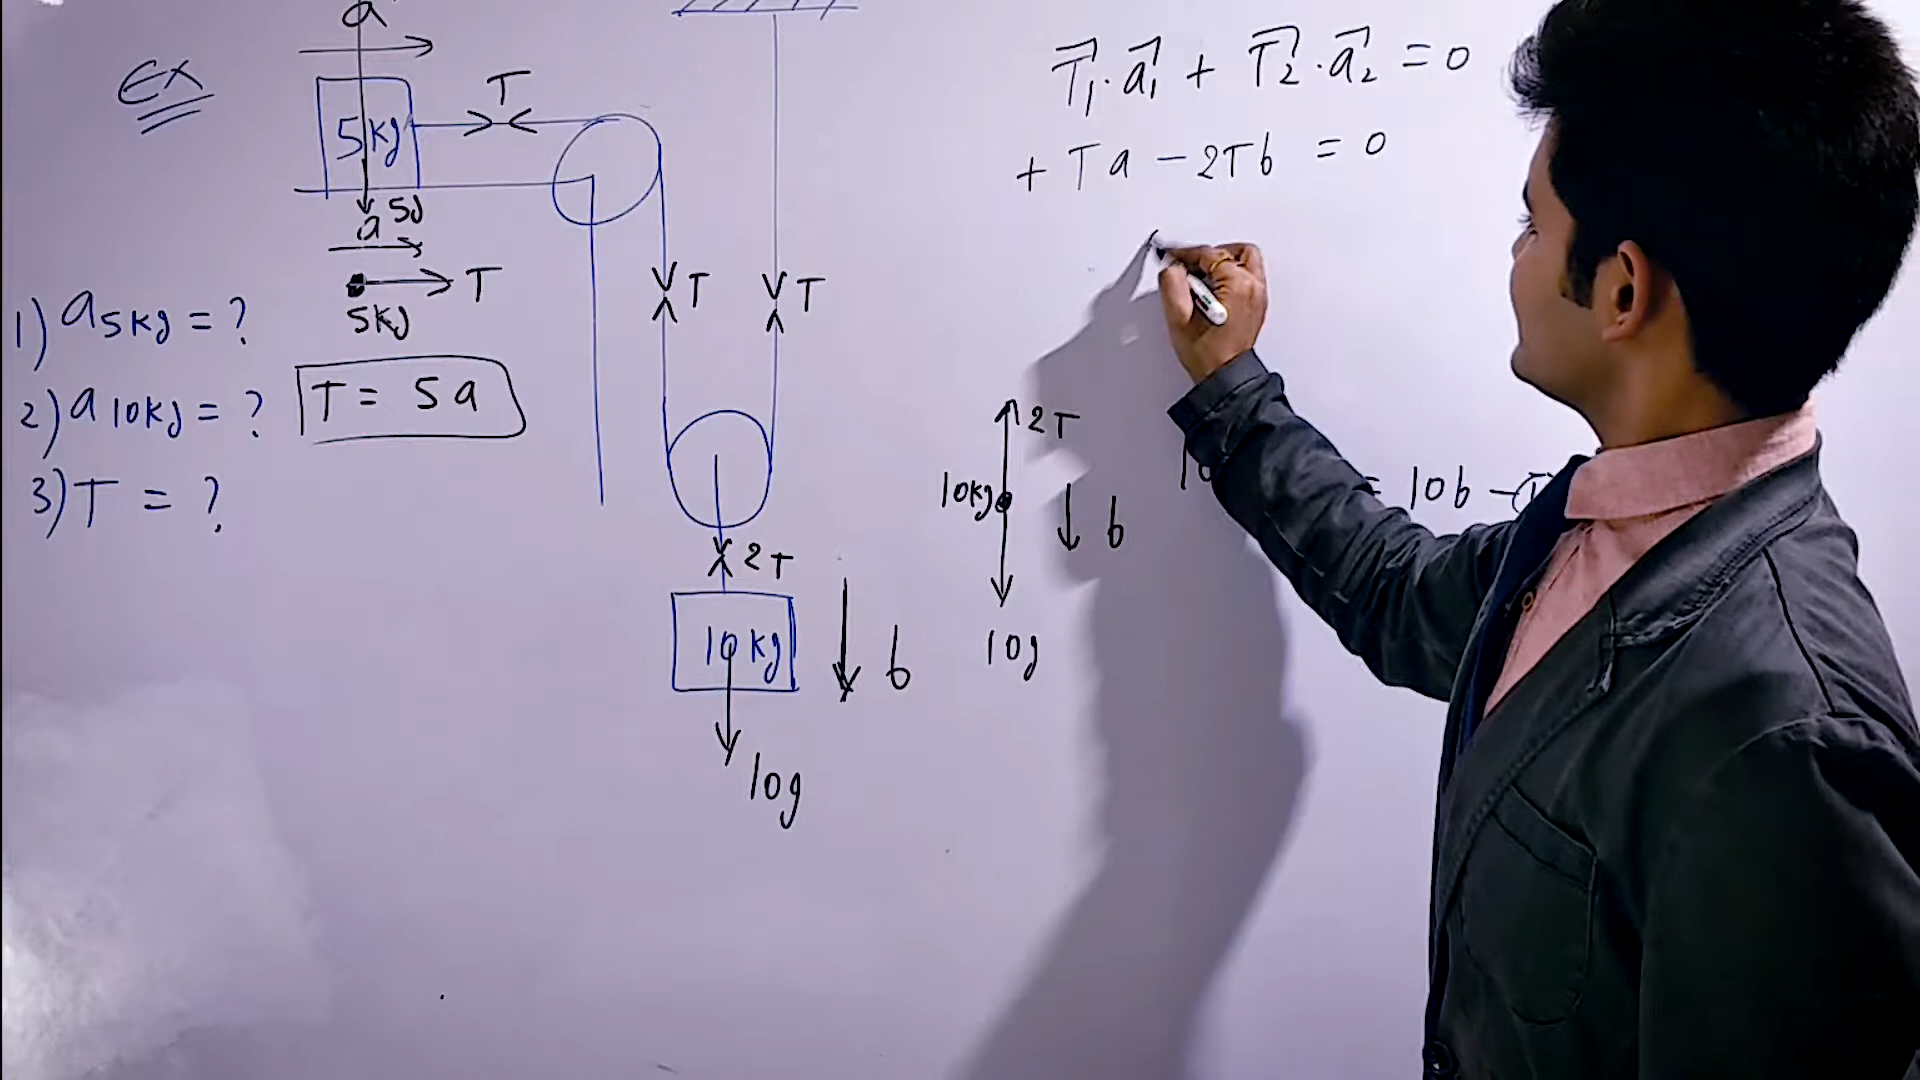 EX
a
5kg
T
5g
a
T
5kg
1) a5kg = ?
2) a10kg = ?
3) T = ?
T = 5a
T
T
2T
10kg
b
10g
T₁⃗ · a₁⃗ + T₂⃗ · a₂⃗ = 0
+ Ta - 2Tb = 0
2T
10kg
b
10g
10
= 10b -